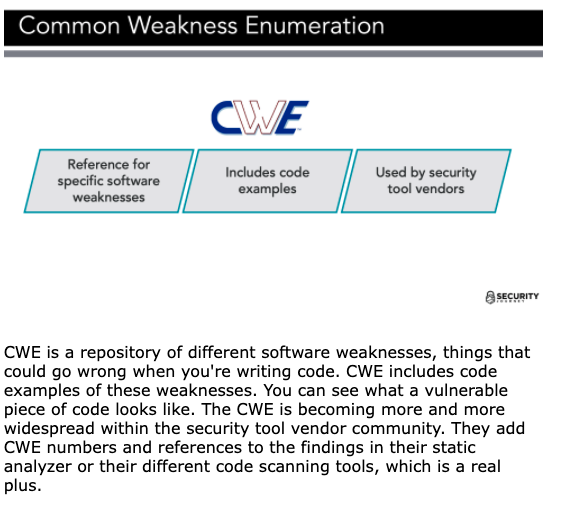 Common Weakness Enumeration
CWE
Reference for
specific software
weaknesses
Includes code
examples
Used by security
tool vendors
SECURITY
JOURNEY
CWE is a repository of different software weaknesses, things that
could go wrong when you're writing code. CWE includes code
examples of these weaknesses. You can see what a vulnerable
piece of code looks like. The CWE is becoming more and more
widespread within the security tool vendor community. They add
CWE numbers and references to the findings in their static
analyzer or their different code scanning tools, which is a real
plus.